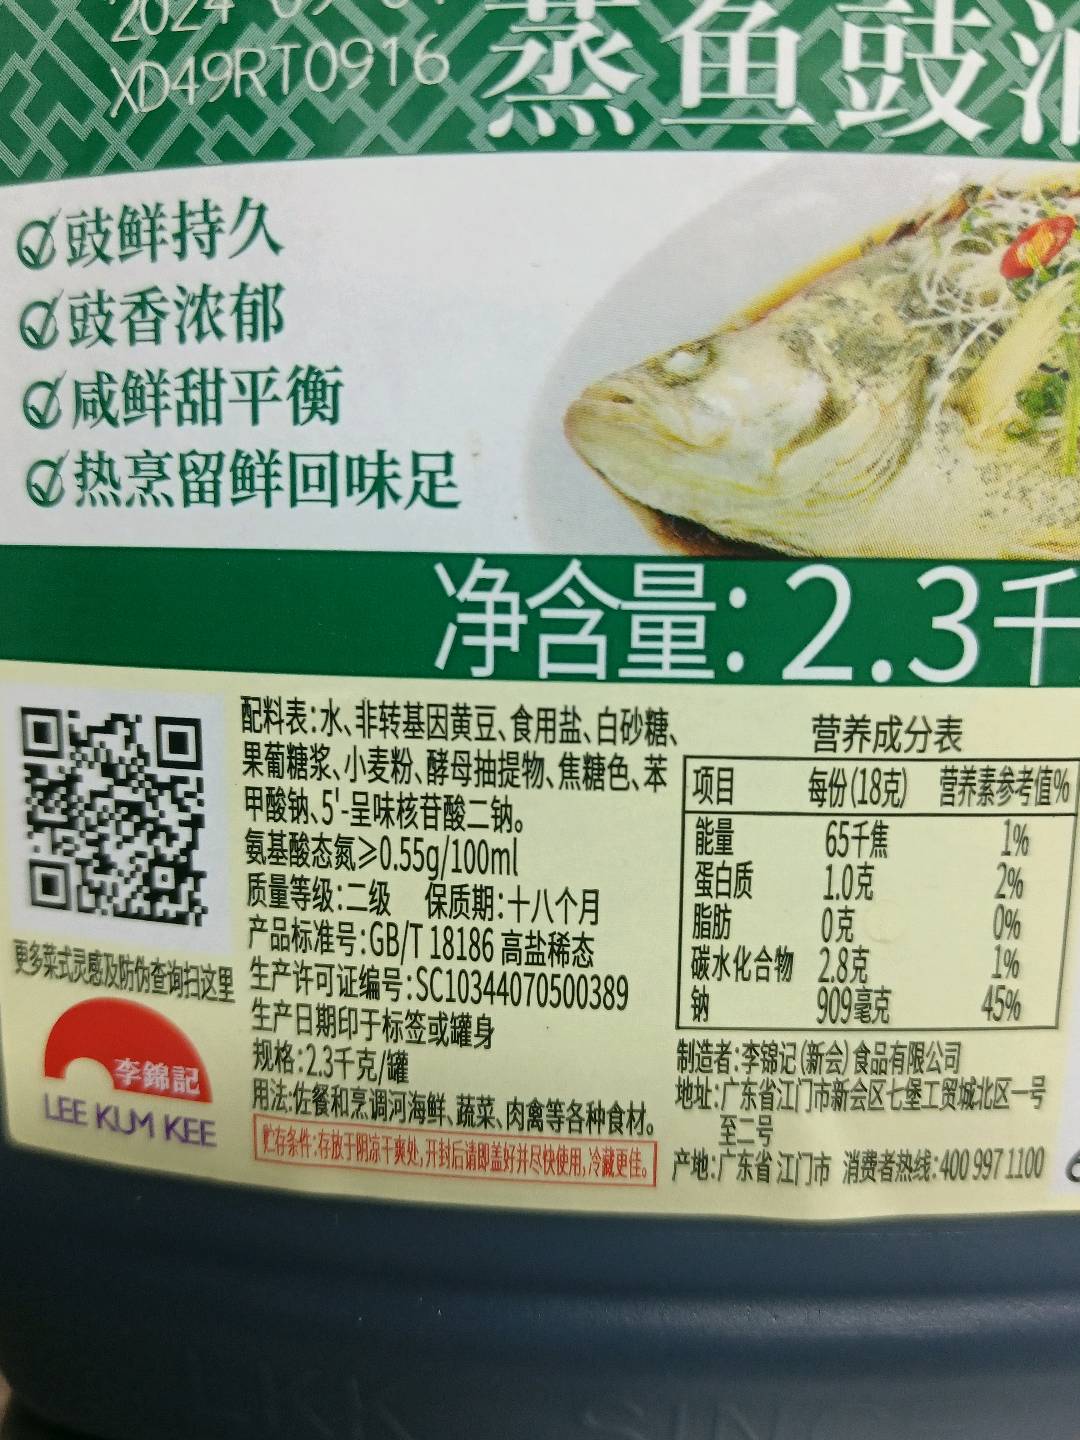 XD49RT0916
蒸鱼豉油
豉鲜持久
豉香浓郁
咸鲜甜平衡
热烹留鲜回味足
净含量:2.3千
配料表:水、非转基因黄豆、食用盐、白砂糖、
果葡糖浆、小麦粉、酵母抽提物、焦糖色、苯
甲酸钠、5'-呈味核苷酸二钠。
氨基酸态氮≥0.55g/100ml
质量等级:二级 保质期:十八个月
产品标准号:GB/T 18186 高盐稀态
生产许可证编号:SC10344070500389
生产日期印于标签或罐身
规格:2.3千克/罐
用法:佐餐和烹调河海鲜、蔬菜、肉禽等各种食材。
贮存条件:存放于阴凉干爽处,开封后请即盖好并尽快使用,冷藏更佳。
更多菜式灵感及防伪查询扫这里
李錦記
LEE KUM KEE
营养成分表
项目 每份(18克) 营养素参考值%
能量 65千焦 1%
蛋白质 1.0克 2%
脂肪 0克 0%
碳水化合物 2.8克 1%
钠 909毫克 45%
制造者:李锦记(新会)食品有限公司
地址:广东省江门市新会区七堡工贸城北区一号
至二号
产地:广东省江门市 消费者热线:400 997 1100